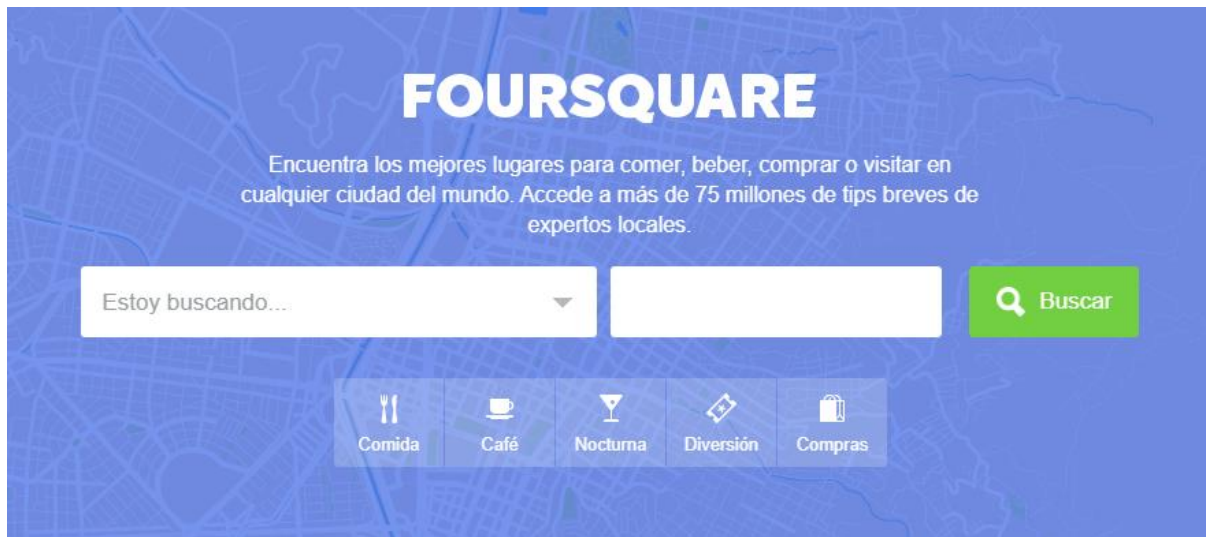 FOURSQUARE
Encuentra los mejores lugares para comer, beber, comprar o visitar en
cualquier ciudad del mundo. Accede a más de 75 millones de tips breves de
expertos locales.
Estoy buscando...
Buscar
Comida
Café
Nocturna
Diversión
Compras